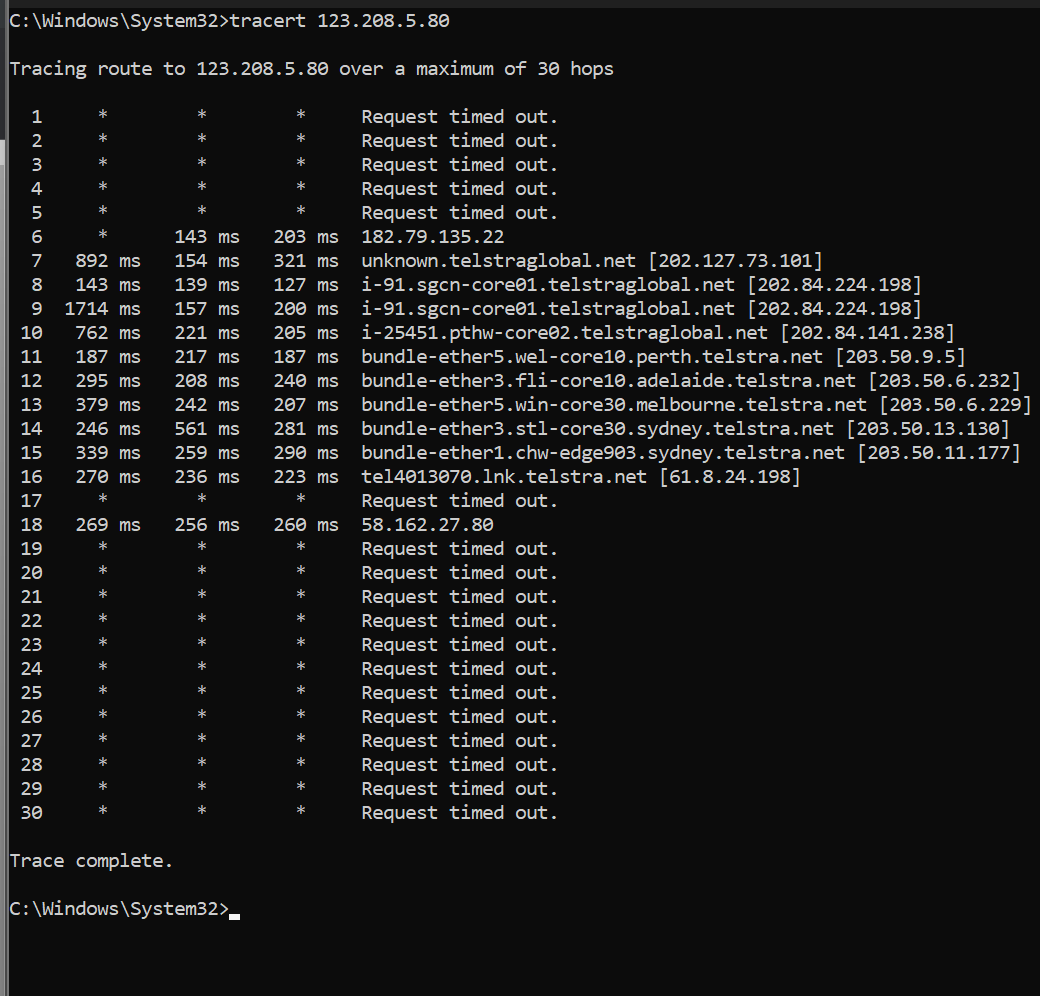 C:\Windows\System32>tracert 123.208.5.80
Tracing route to 123.208.5.80 over a maximum of 30 hops
1 * * * Request timed out.
2 * * * Request timed out.
3 * * * Request timed out.
4 * * * Request timed out.
5 * * * Request timed out.
6 * 143 ms 203 ms 182.79.135.22
7 892 ms 154 ms 321 ms unknown.telstraglobal.net [202.127.73.101]
8 143 ms 139 ms 127 ms i-91.sgcn-core01.telstraglobal.net [202.84.224.198]
9 1714 ms 157 ms 200 ms i-91.sgcn-core01.telstraglobal.net [202.84.224.198]
10 762 ms 221 ms 205 ms i-25451.pthw-core02.telstraglobal.net [202.84.141.238]
11 187 ms 217 ms 187 ms bundle-ether5.wel-core10.perth.telstra.net [203.50.9.5]
12 295 ms 208 ms 240 ms bundle-ether3.fli-core10.adelaide.telstra.net [203.50.6.232]
13 379 ms 242 ms 207 ms bundle-ether5.win-core30.melbourne.telstra.net [203.50.6.229]
14 246 ms 561 ms 281 ms bundle-ether3.stl-core30.sydney.telstra.net [203.50.13.130]
15 339 ms 259 ms 290 ms bundle-ether1.chw-edge903.sydney.telstra.net [203.50.11.177]
16 270 ms 236 ms 223 ms tel4013070.lnk.telstra.net [61.8.24.198]
17 * * * Request timed out.
18 269 ms 256 ms 260 ms 58.162.27.80
19 * * * Request timed out.
20 * * * Request timed out.
21 * * * Request timed out.
22 * * * Request timed out.
23 * * * Request timed out.
24 * * * Request timed out.
25 * * * Request timed out.
26 * * * Request timed out.
27 * * * Request timed out.
28 * * * Request timed out.
29 * * * Request timed out.
30 * * * Request timed out.
Trace complete.
C:\Windows\System32>